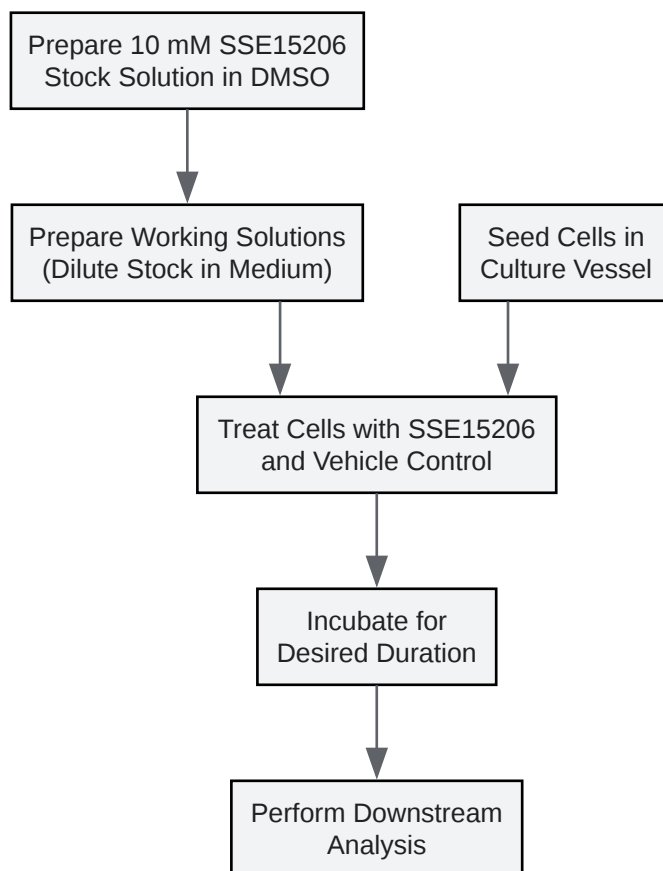 Prepare 10 mM SSE15206
Stock Solution in DMSO
Prepare Working Solutions
(Dilute Stock in Medium)
Seed Cells in
Culture Vessel
Treat Cells with SSE15206
and Vehicle Control
Incubate for
Desired Duration
Perform Downstream
Analysis